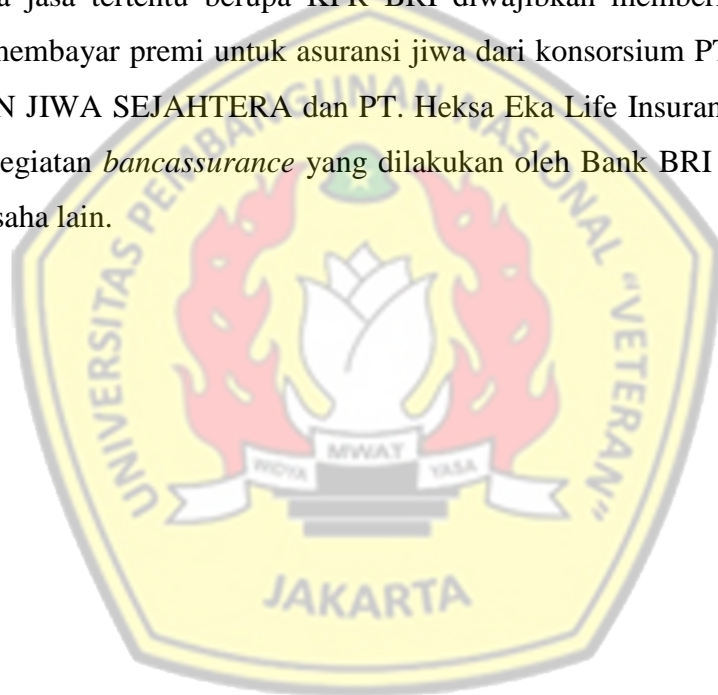 a jasa tertentu berupa KPR BRI diwajibkan member
membayar premi untuk asuransi jiwa dari konsorsium PT
N JIWA SEJAHTERA dan PT. Heksa Eka Life Insuran
egiatan bancassurance yang dilakukan oleh Bank BRI
saha lain.
UNIVERSITAS PEMBANGUNAN NASIONAL "VETERAN"
WIDYA MWAT YASA
JAKARTA